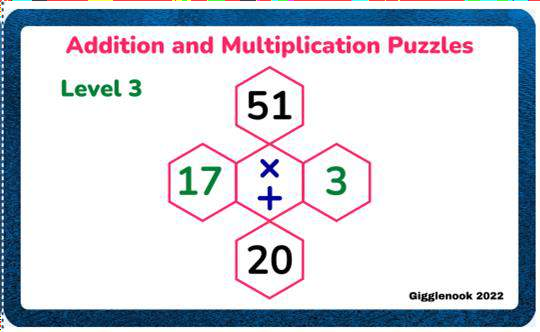 Addition and Multiplication Puzzles
Level 3
51
17 × 3
+
20
Gigglenook 2022